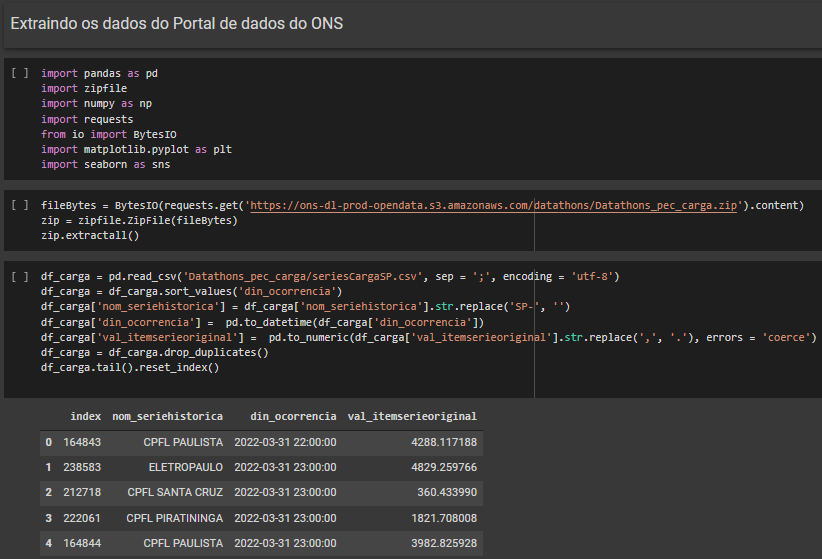 Extraindo os dados do Portal de dados do ONS
[ ] import pandas as pd
import zipfile
import numpy as np
import requests
from io import BytesIO
import matplotlib.pyplot as plt
import seaborn as sns
[ ] fileBytes = BytesIO(requests.get('https://ons-dl-prod-opendata.s3.amazonaws.com/datathons/Datathons_pec_carga.zip').content)
zip = zipfile.ZipFile(fileBytes)
zip.extractall()
[ ] df_carga = pd.read_csv('Datathons_pec_carga/seriesCargaSP.csv', sep = ';', encoding = 'utf-8')
df_carga = df_carga.sort_values('din_ocorrencia')
df_carga['nom_seriehistorica'] = df_carga['nom_seriehistorica'].str.replace('SP-', '')
df_carga['din_ocorrencia'] =  pd.to_datetime(df_carga['din_ocorrencia'])
df_carga['val_itemserieoriginal'] =  pd.to_numeric(df_carga['val_itemserieoriginal'].str.replace(',', '.'), errors = 'coerce')
df_carga = df_carga.drop_duplicates()
df_carga.tail().reset_index()
index nom_seriehistorica din_ocorrencia val_itemserieoriginal
0 164843 CPFL PAULISTA 2022-03-31 22:00:00 4288.117188
1 238583 ELETROPAULO 2022-03-31 23:00:00 4829.259766
2 212718 CPFL SANTA CRUZ 2022-03-31 23:00:00 360.433990
3 222061 CPFL PIRATININGA 2022-03-31 23:00:00 1821.708008
4 164844 CPFL PAULISTA 2022-03-31 23:00:00 3982.825928